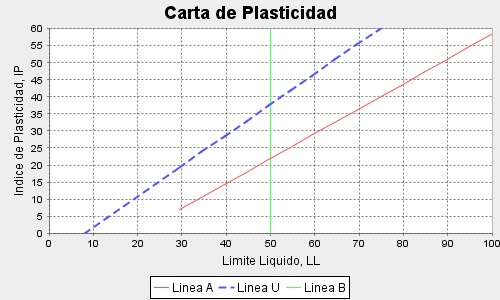 Carta de Plasticidad
60
55
50
45
40
35
30
25
20
15
10
5
0
Indice de Plasticidad, IP
0 10 20 30 40 50 60 70 80 90 100
Limite Liquido, LL
Linea A Linea U Linea B